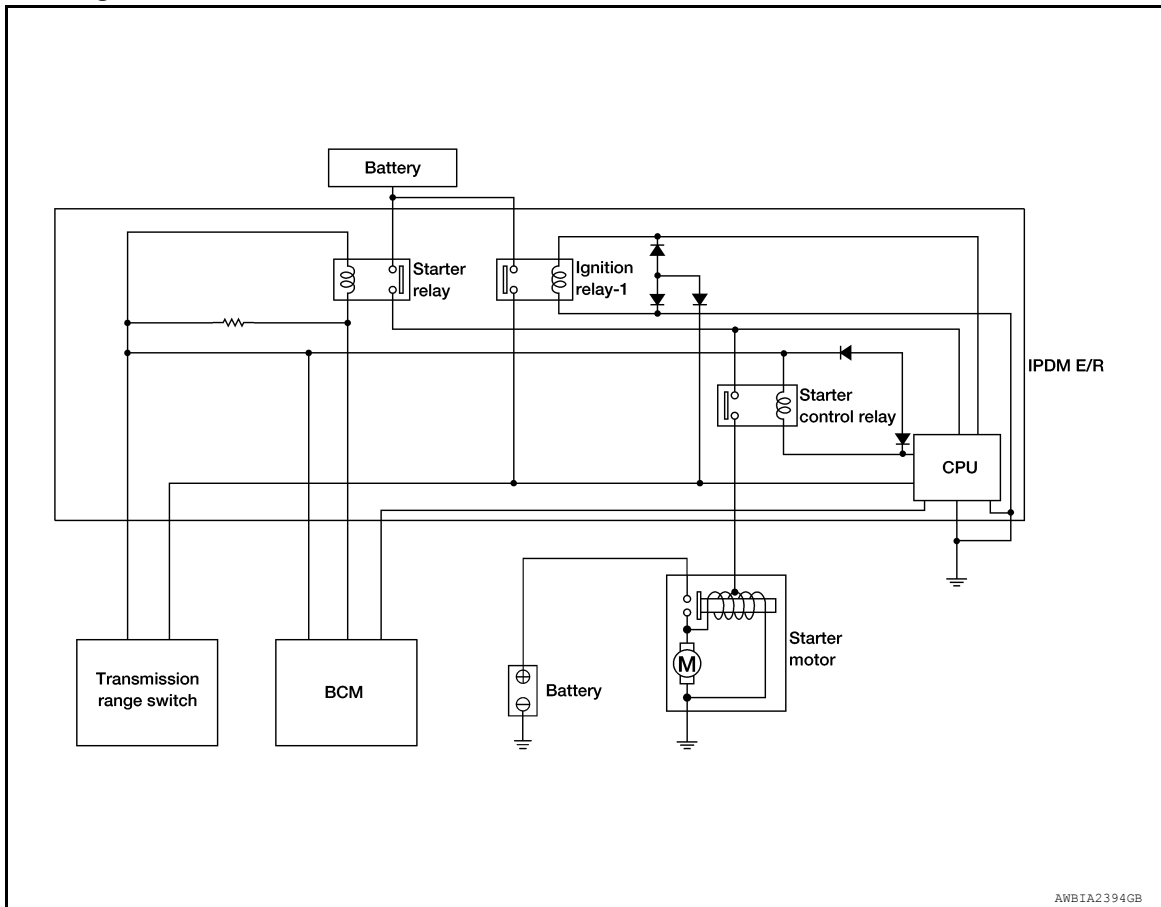 Battery
Starter
relay
Ignition
relay-1
IPDM E/R
Starter
control relay
CPU
Transmission
range switch
BCM
Battery
M
Starter
motor
AWBIA2394GB